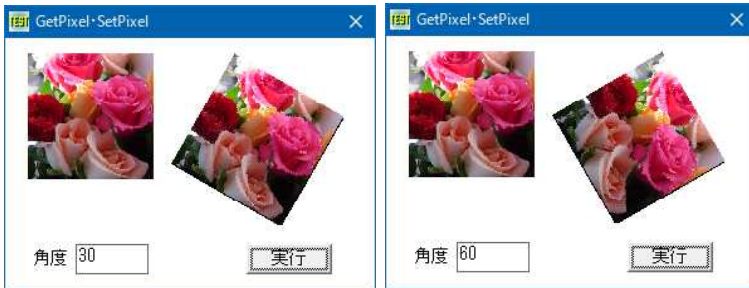 TEST GetPixel･SetPixel
角度 30 実行
TEST GetPixel･SetPixel
角度 60 実行